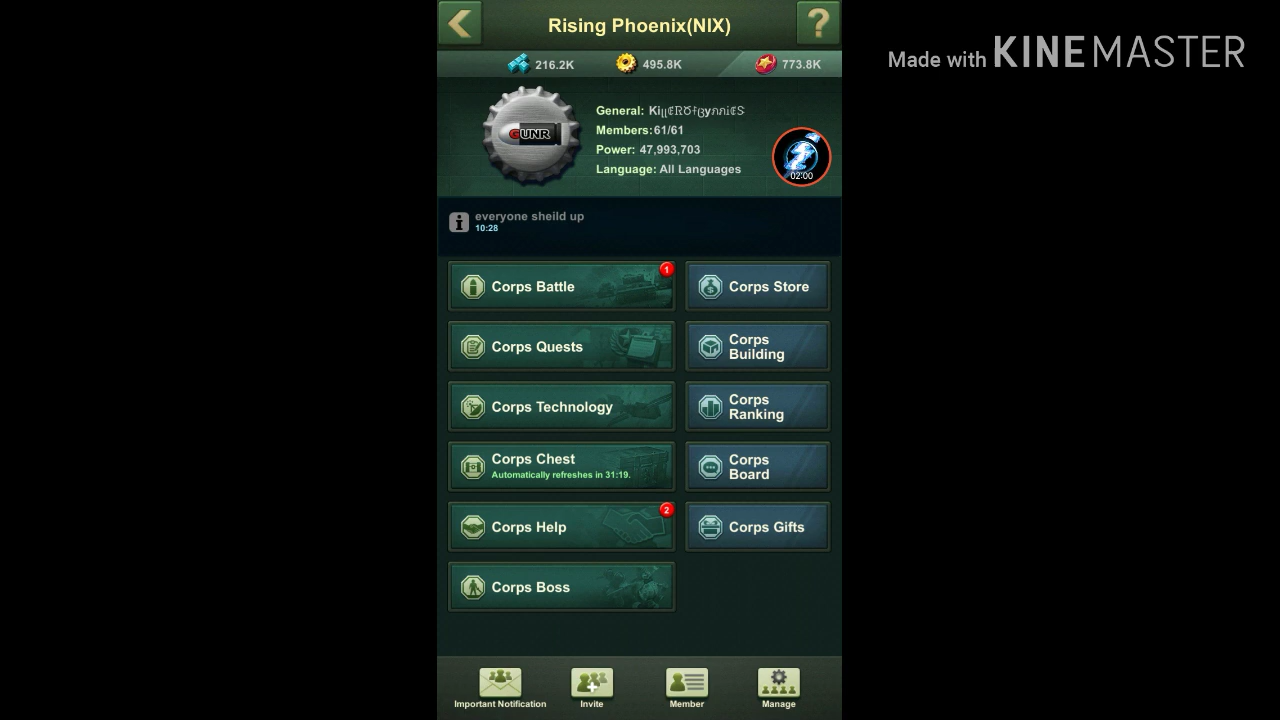 Rising Phoenix(NIX)
?
Made with KINEMASTER
216.2K 495.8K 773.8K
General:
Members: 61/61
GUNR
Power: 47,993,703
Language: All Languages
02:00
everyone sheild up
10:28
Corps Battle 1
Corps Store
Corps Quests
Corps
Building
Corps Technology
Corps
Ranking
Corps Chest
Automatically refreshes in 31:19.
Corps
Board
Corps Help 2
Corps Gifts
Corps Boss
Important Notification
Invite
Member
Manage